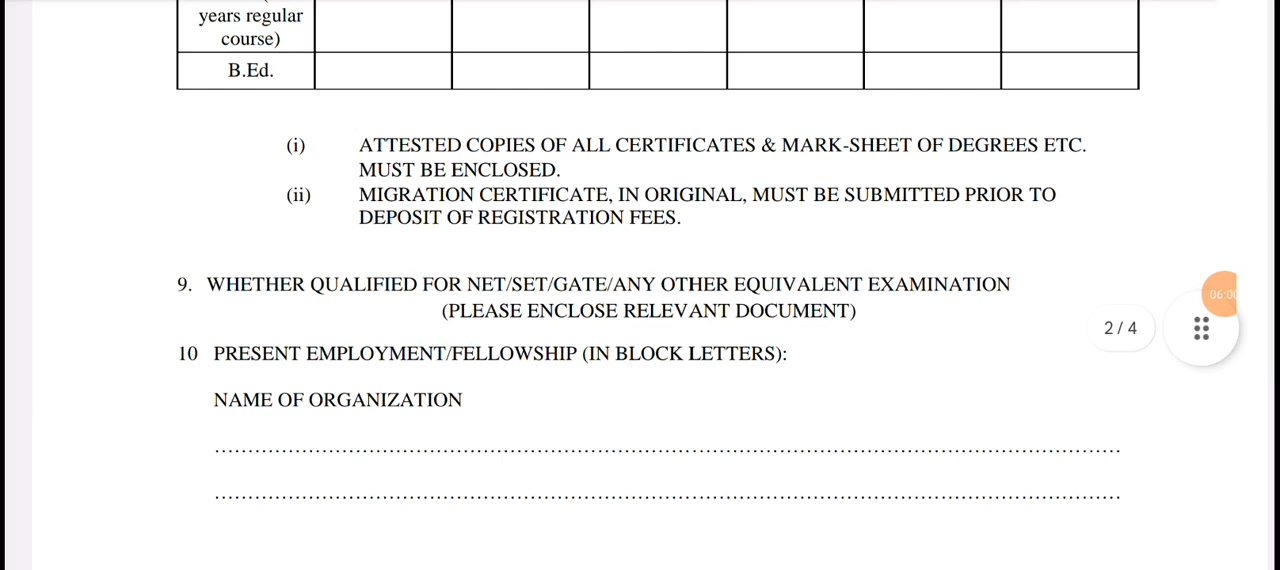 years regular
course)
B.Ed.
(i) ATTESTED COPIES OF ALL CERTIFICATES & MARK-SHEET OF DEGREES ETC.
MUST BE ENCLOSED.
(ii) MIGRATION CERTIFICATE, IN ORIGINAL, MUST BE SUBMITTED PRIOR TO
DEPOSIT OF REGISTRATION FEES.
9. WHETHER QUALIFIED FOR NET/SET/GATE/ANY OTHER EQUIVALENT EXAMINATION
(PLEASE ENCLOSE RELEVANT DOCUMENT)
06:00
2 / 4
10 PRESENT EMPLOYMENT/FELLOWSHIP (IN BLOCK LETTERS):
NAME OF ORGANIZATION